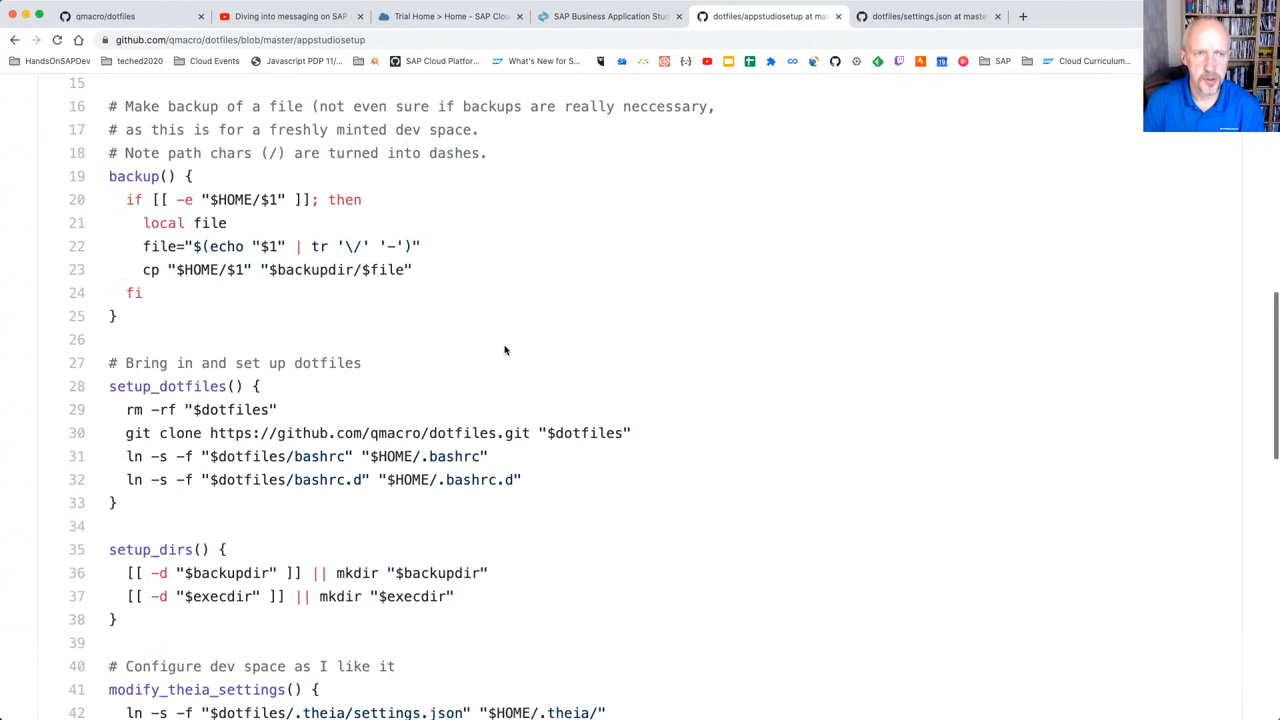 qmacro/dotfiles
Diving into messaging on SAP
Trial Home > Home - SAP Clou
SAP Business Application Stud
dotfiles/appstudiosetup at mas
dotfiles/settings.json at maste
github.com/qmacro/dotfiles/blob/master/appstudiosetup
HandsOnSAPDev
teched2020
Cloud Events
Javascript PDP 11/...
SAP Cloud Platfor...
What's New for S...
SAP
Cloud Curriculum...
15
16 # Make backup of a file (not even sure if backups are really neccessary,
17 # as this is for a freshly minted dev space.
18 # Note path chars (/) are turned into dashes.
19 backup() {
20 if [[ -e "$HOME/$1" ]]; then
21 local file
22 file="$(echo "$1" | tr '\/' '-')"
23 cp "$HOME/$1" "$backupdir/$file"
24 fi
25 }
26
27 # Bring in and set up dotfiles
28 setup_dotfiles() {
29 rm -rf "$dotfiles"
30 git clone https://github.com/qmacro/dotfiles.git "$dotfiles"
31 ln -s -f "$dotfiles/bashrc" "$HOME/.bashrc"
32 ln -s -f "$dotfiles/bashrc.d" "$HOME/.bashrc.d"
33 }
34
35 setup_dirs() {
36 [[ -d "$backupdir" ]] || mkdir "$backupdir"
37 [[ -d "$execdir" ]] || mkdir "$execdir"
38 }
39
40 # Configure dev space as I like it
41 modify_theia_settings() {
42 ln -s -f "$dotfiles/.theia/settings.json" "$HOME/.theia/"